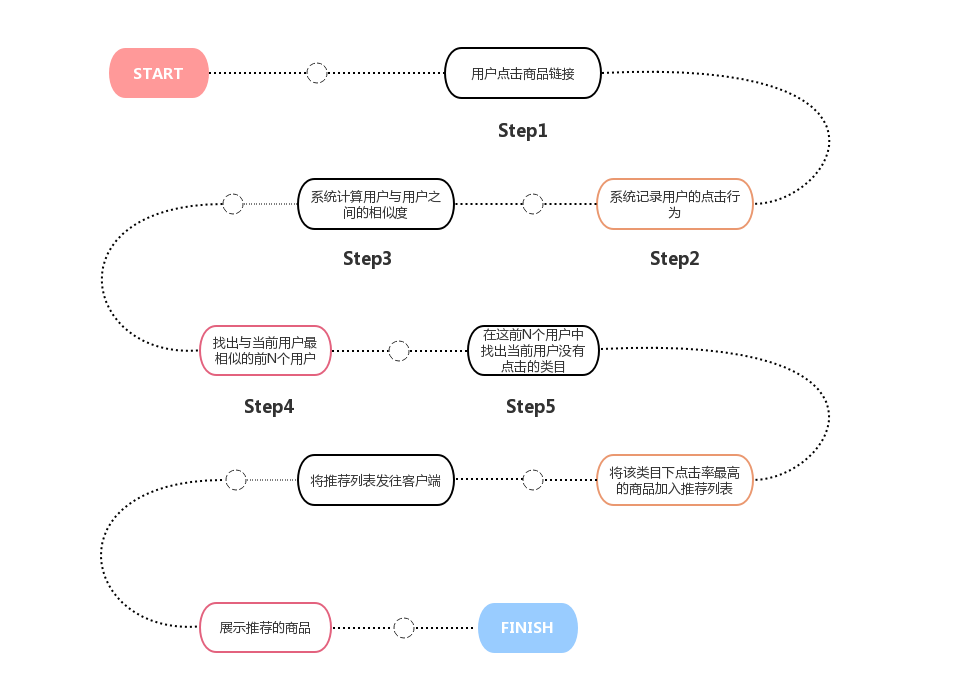 START
用户点击商品链接
Step1
系统记录用户的点击行
为
Step2
系统计算用户与用户之
间的相似度
Step3
找出与当前用户最
相似的前N个用户
Step4
在这前N个用户中
找出当前用户没有
点击的类目
Step5
将该类目下点击率最高
的商品加入推荐列表
将推荐列表发往客户端
展示推荐的商品
FINISH